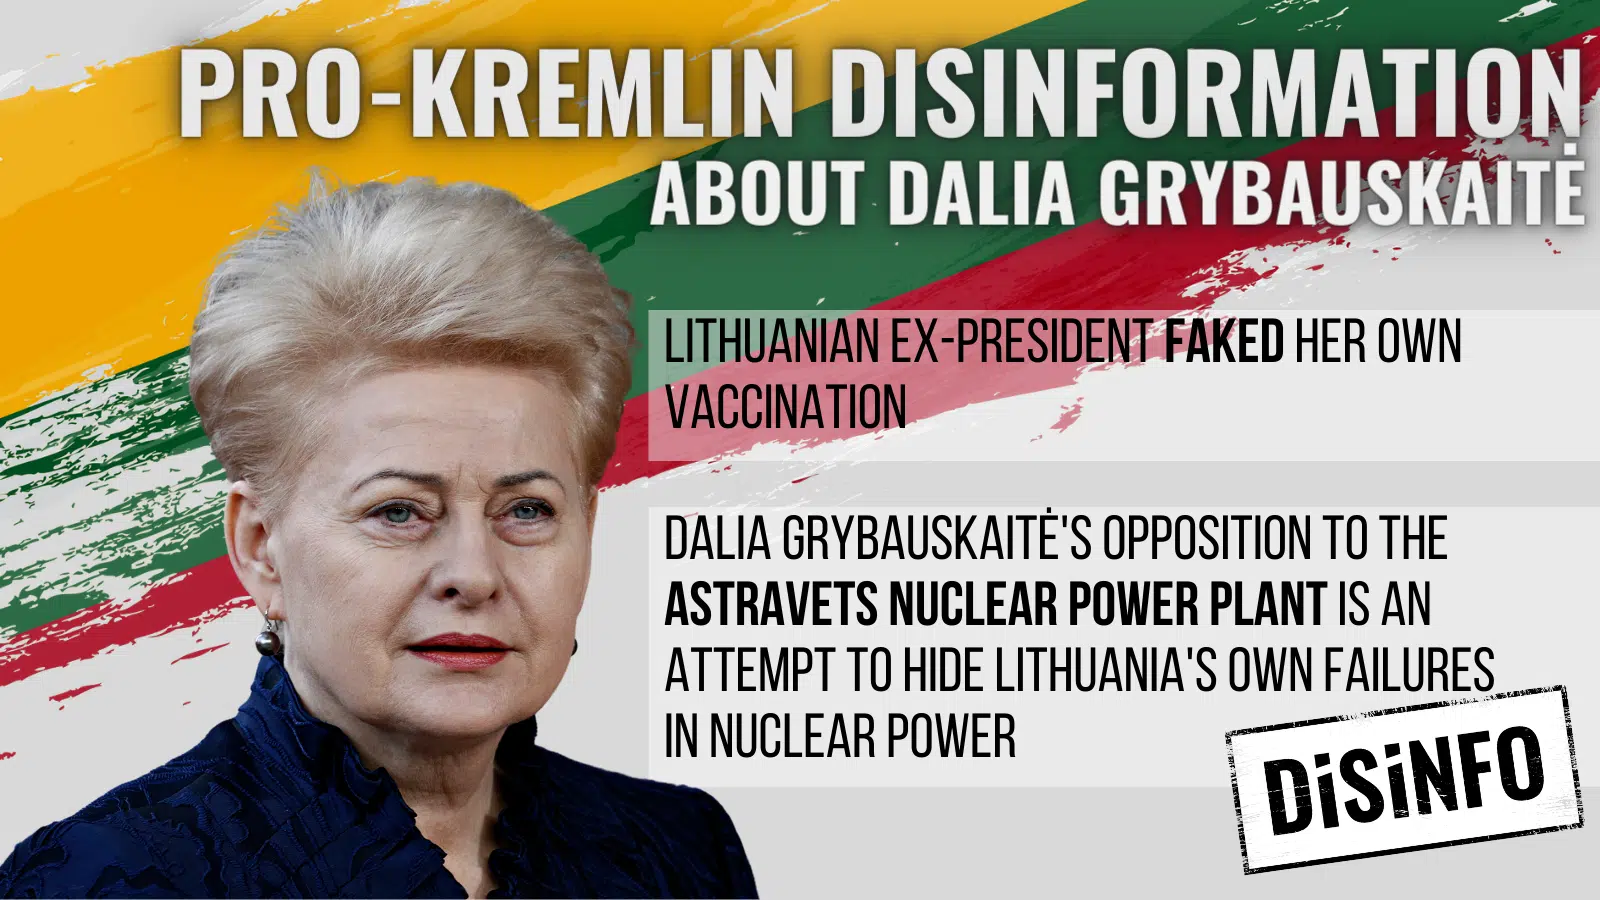 PRO-KREMLIN DISINFORMATION
ABOUT DALIA GRYBAUSKAITĖ
LITHUANIAN EX-PRESIDENT FAKED HER OWN
VACCINATION
DALIA GRYBAUSKAITĖ'S OPPOSITION TO THE
ASTRAVETS NUCLEAR POWER PLANT IS AN
ATTEMPT TO HIDE LITHUANIA'S OWN FAILURES
IN NUCLEAR POWER
DiSiNFO